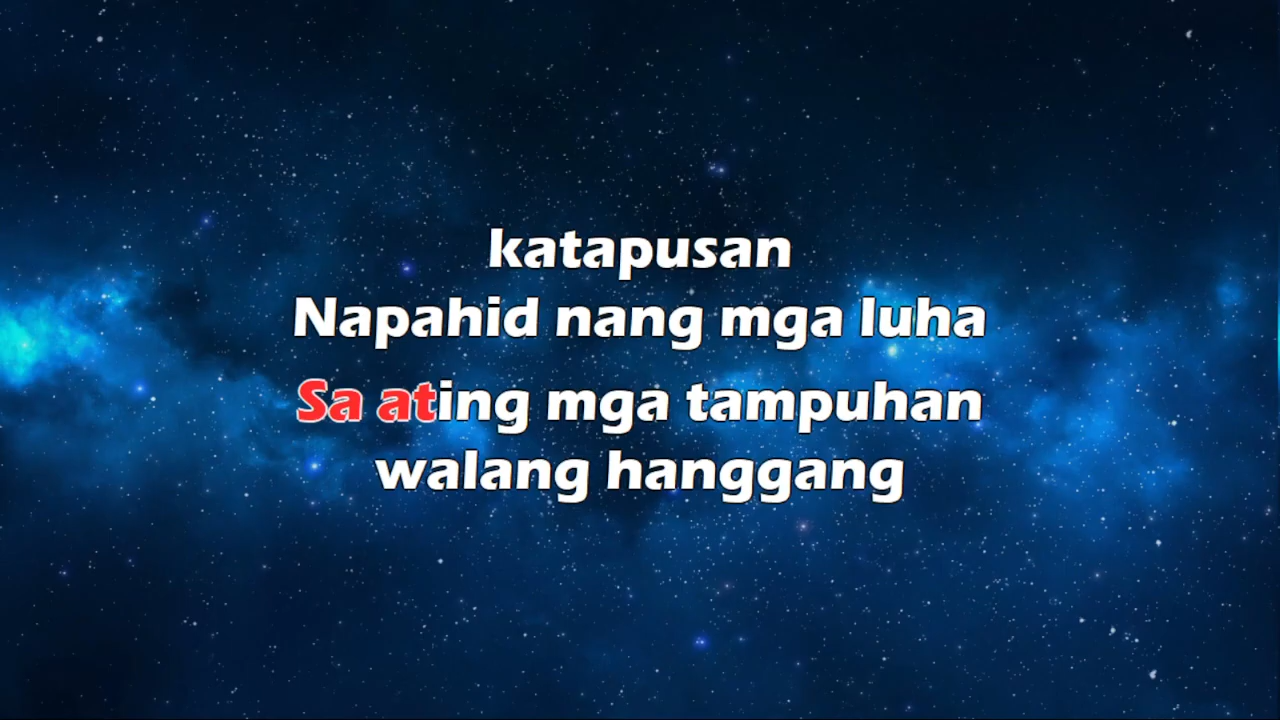 katapusan
Napahid nang mga luha
Sa ating mga tampuhan
walang hanggang